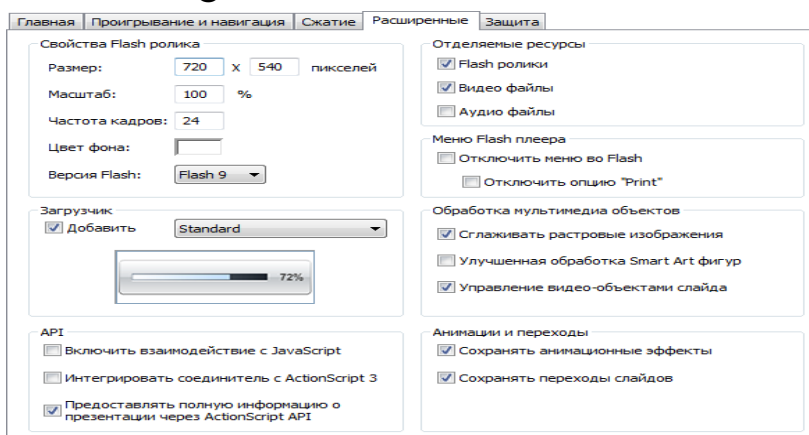 Главная Проигрывание и навигация Сжатие Расширенные Защита
Свойства Flash ролика
Размер: 720 X 540 пикселей
Масштаб: 100 %
Частота кадров: 24
Цвет фона:
Версия Flash: Flash 9
Загрузчик
Добавить Standard
72%
API
Включить взаимодействие с JavaScript
Интегрировать соединитель с ActionScript 3
Предоставлять полную информацию о
презентации через ActionScript API
Отделяемые ресурсы
Flash ролики
Видео файлы
Аудио файлы
Меню Flash плеера
Отключить меню во Flash
Отключить опцию "Print"
Обработка мультимедиа объектов
Сглаживать растровые изображения
Улучшенная обработка Smart Art фигур
Управление видео-объектами слайда
Анимации и переходы
Сохранять анимационные эффекты
Сохранять переходы слайдов